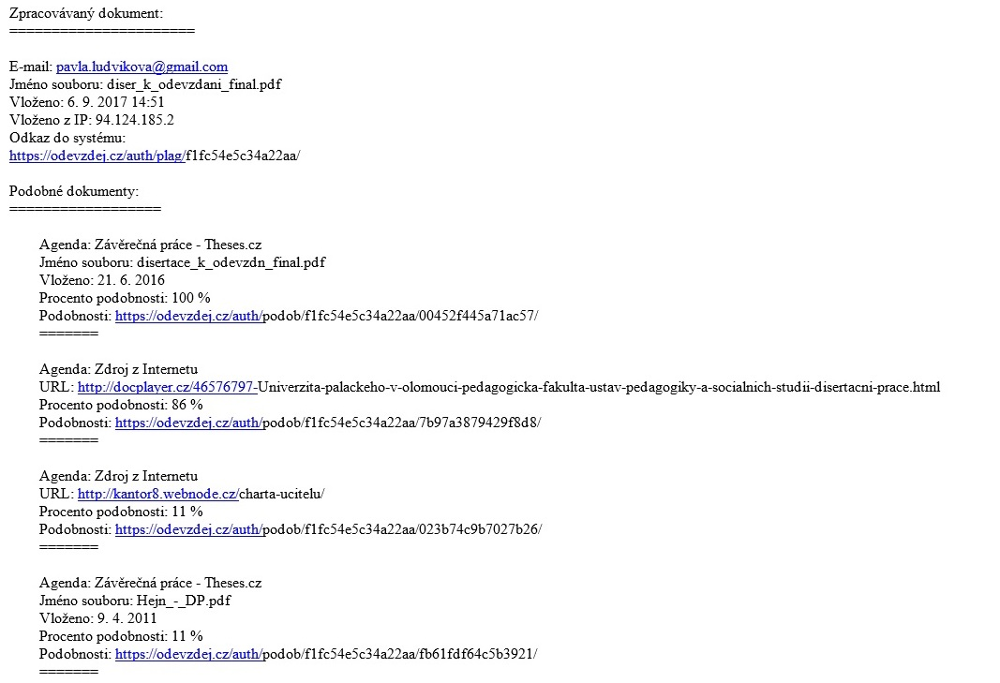 Zpracovávaný dokument:
======================
E-mail: pavla.ludvikova@gmail.com
Jméno souboru: diser_k_odevzdani_final.pdf
Vloženo: 6. 9. 2017 14:51
Vloženo z IP: 94.124.185.2
Odkaz do systému:
https://odevzdej.cz/auth/plag/f1fc54e5c34a22aa/
Podobné dokumenty:
==================
Agenda: Závěrečná práce - Theses.cz
Jméno souboru: disertace_k_odevzdn_final.pdf
Vloženo: 21. 6. 2016
Procento podobnosti: 100 %
Podobnosti: https://odevzdej.cz/auth/podob/f1fc54e5c34a22aa/00452f445a71ac57/
=======
Agenda: Zdroj z Internetu
URL: http://docplayer.cz/46576797-Univerzita-palackeho-v-olomouci-pedagogicka-fakulta-ustav-pedagogiky-a-socialnich-studii-disertacni-prace.html
Procento podobnosti: 86 %
Podobnosti: https://odevzdej.cz/auth/podob/f1fc54e5c34a22aa/7b97a3879429f8d8/
=======
Agenda: Zdroj z Internetu
URL: http://kantor8.webnode.cz/charta-ucitelu/
Procento podobnosti: 11 %
Podobnosti: https://odevzdej.cz/auth/podob/f1fc54e5c34a22aa/023b74c9b7027b26/
=======
Agenda: Závěrečná práce - Theses.cz
Jméno souboru: Hejn_-_DP.pdf
Vloženo: 9. 4. 2011
Procento podobnosti: 11 %
Podobnosti: https://odevzdej.cz/auth/podob/f1fc54e5c34a22aa/fb61fdf64c5b3921/
=======